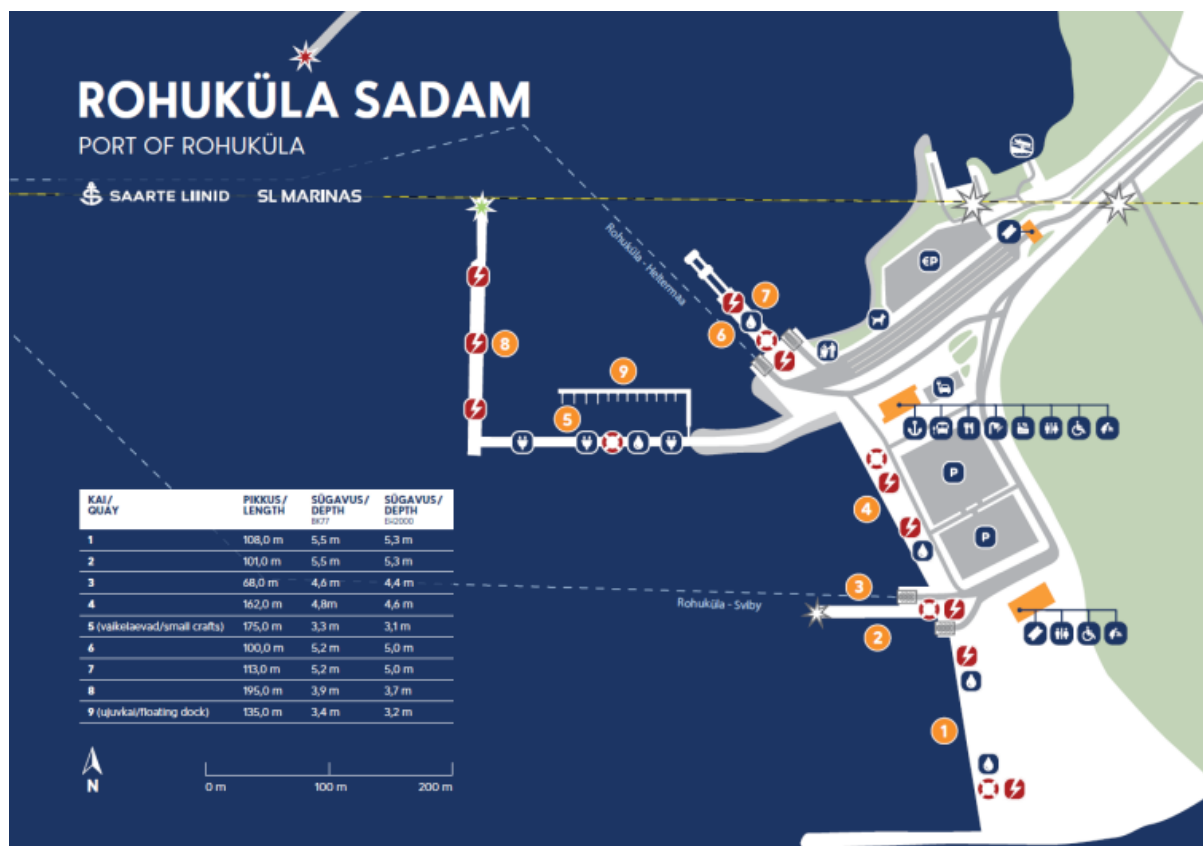 ROHUKÜLA SADAM
PORT OF ROHUKÜLA
SAARTE LIINID SL MARINAS
Rohuküla - Heltermaa
€P
7
6
8
9
5
P
4
P
3
Rohuküla - Sviby
2
1
KAI/ QUAY PIKKUS/ LENGTH SÜGAVUS/ DEPTH BK77 SÜGAVUS/ DEPTH EH2000
1 108,0 m 5,5 m 5,3 m
2 101,0 m 5,5 m 5,3 m
3 68,0 m 4,6 m 4,4 m
4 162,0 m 4,8m 4,6 m
5 (väikelaevad/small crafts) 175,0 m 3,3 m 3,1 m
6 100,0 m 5,2 m 5,0 m
7 113,0 m 5,2 m 5,0 m
8 195,0 m 3,9 m 3,7 m
9 (ujuvkai/floating dock) 135,0 m 3,4 m 3,2 m
N
0 m 100 m 200 m